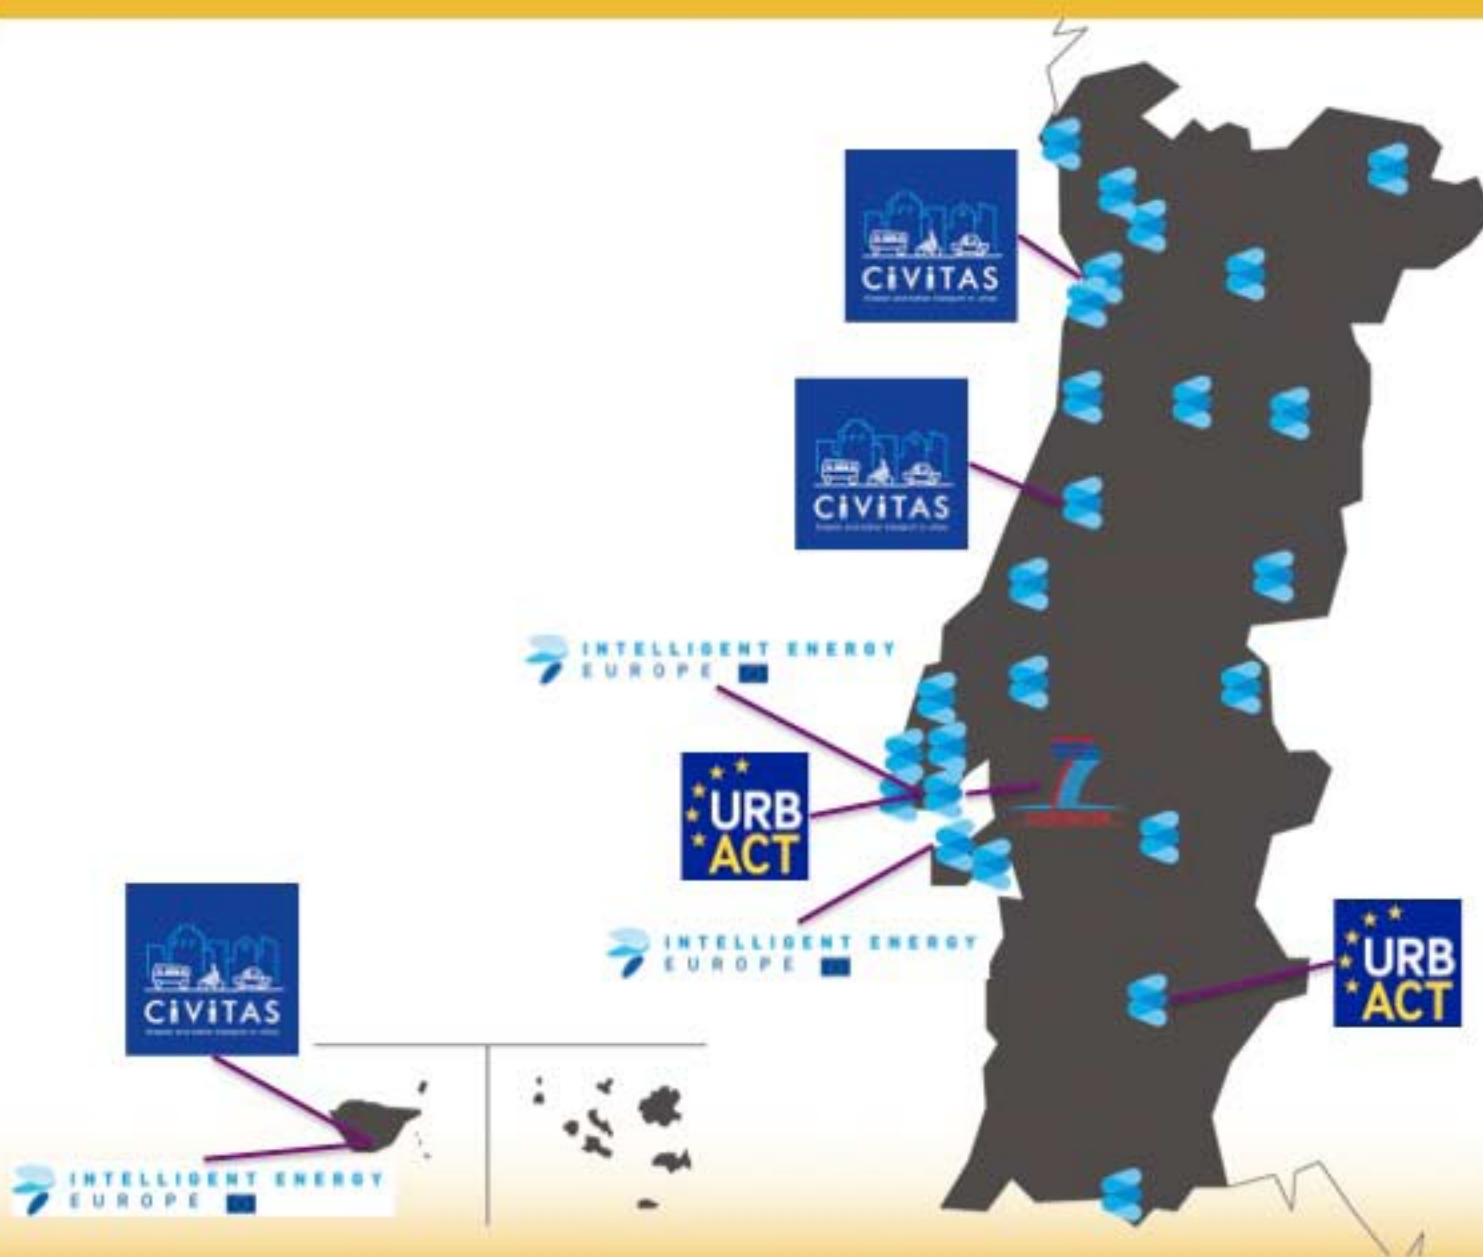 CIVITAS
CIVITAS
INTELLIGENT ENERGY
EUROPE
URB
ACT
INTELLIGENT ENERGY
EUROPE
CIVITAS
URB
ACT
INTELLIGENT ENERGY
EUROPE